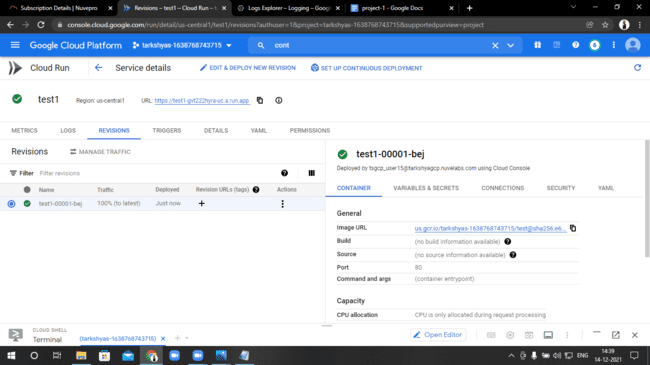 Subscription Details | Nuvepro
Revisions – test1 – Cloud Run – t
Logs Explorer – Logging – Google
project-1 - Google Docs
console.cloud.google.com/run/detail/us-central1/test1/revisions?authuser=1&project=tarkshyas-1638768743715&supportedpurview=project
Google Cloud Platform
tarkshyas-1638768743715
cont
6
Cloud Run
Service details
EDIT & DEPLOY NEW REVISION
SET UP CONTINUOUS DEPLOYMENT
test1
Region: us-central1
URL: https://test1-gvf222hyra-uc.a.run.app
METRICS
LOGS
REVISIONS
TRIGGERS
DETAILS
YAML
PERMISSIONS
Revisions
MANAGE TRAFFIC
Filter
Filter revisions
Name
Traffic
Deployed
Revision URLs (tags)
Actions
test1-00001-bej
100% (to latest)
Just now
test1-00001-bej
Deployed by tsgcp_user15@tarkshyagcp.nuvelabs.com using Cloud Console
CONTAINER
VARIABLES & SECRETS
CONNECTIONS
SECURITY
YAML
General
Image URL
us.gcr.io/tarkshyas-1638768743715/test@sha256:e6...
Build
(no build information available)
Source
(no source information available)
Port
80
Command and args
(container entrypoint)
Capacity
CPU allocation
CPU is only allocated during request processing
CLOUD SHELL
Terminal
(tarkshyas-1638768743715)
Open Editor
ENG
14:39
14-12-2021